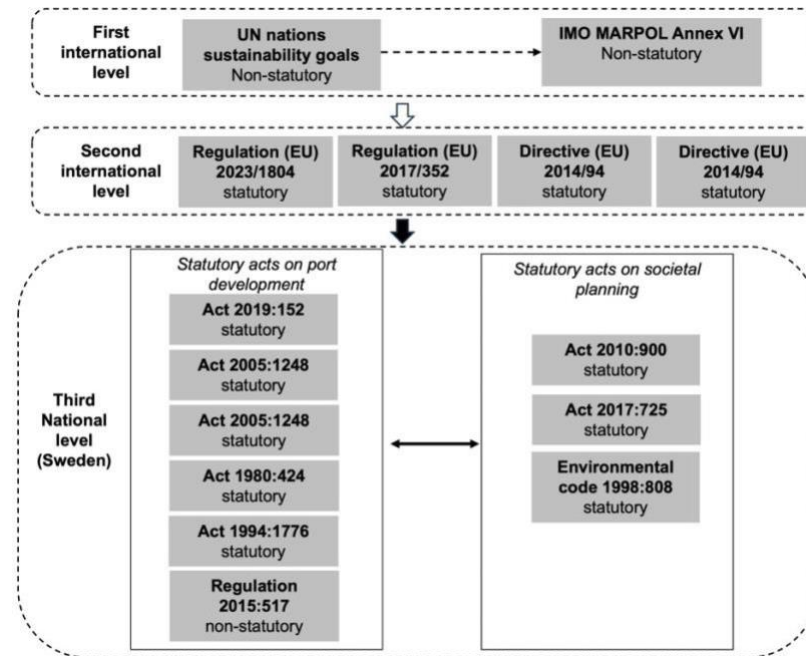 First
international
level
UN nations
sustainability goals
Non-statutory
IMO MARPOL Annex VI
Non-statutory
Second
international
level
Regulation (EU)
2023/1804
statutory
Regulation (EU)
2017/352
statutory
Directive (EU)
2014/94
statutory
Directive (EU)
2014/94
statutory
Third
National
level
(Sweden)
Statutory acts on port
development
Act 2019:152
statutory
Act 2005:1248
statutory
Act 2005:1248
statutory
Act 1980:424
statutory
Act 1994:1776
statutory
Regulation
2015:517
non-statutory
Statutory acts on societal
planning
Act 2010:900
statutory
Act 2017:725
statutory
Environmental
code 1998:808
statutory